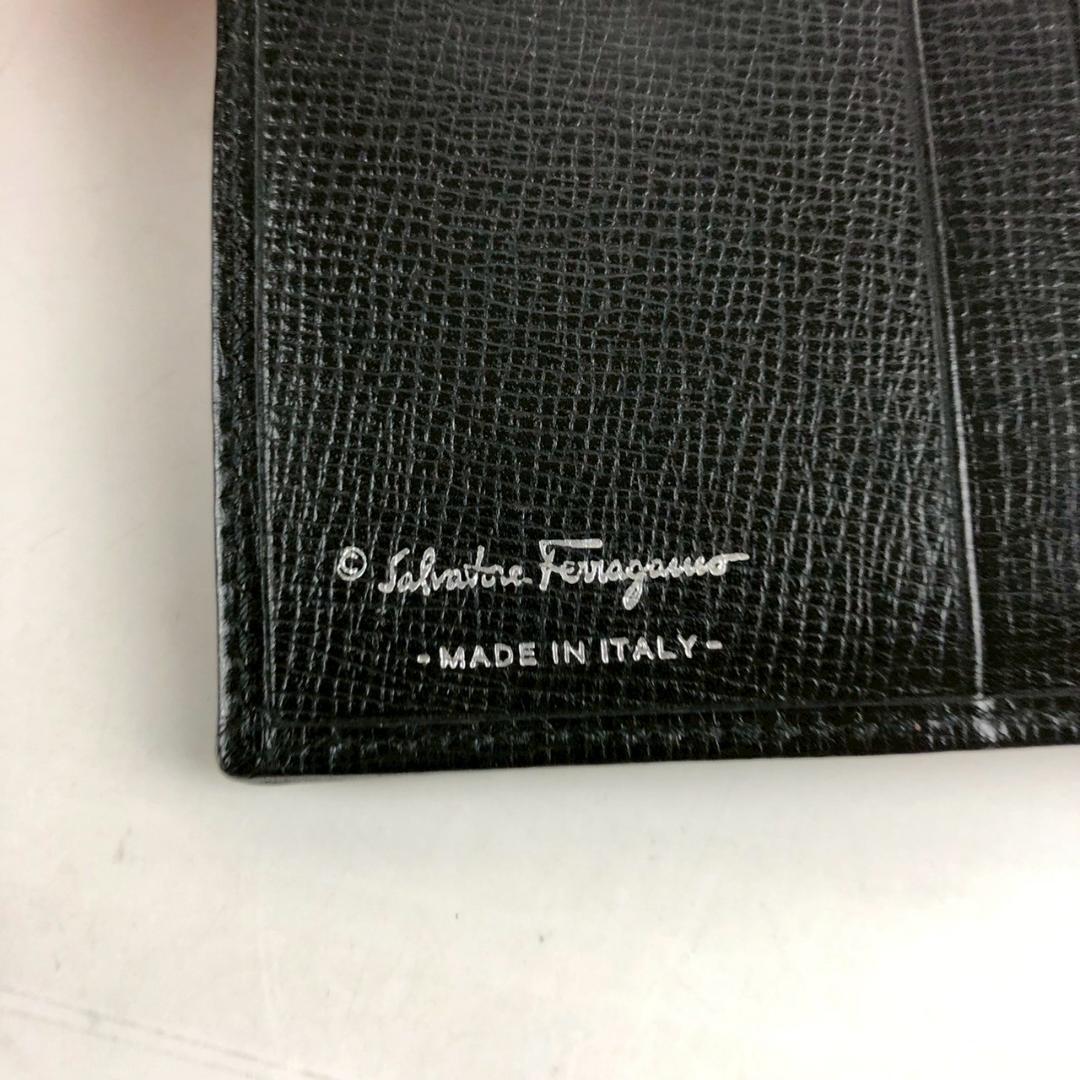 © Salvatore Ferragamo
-MADE IN ITALY-